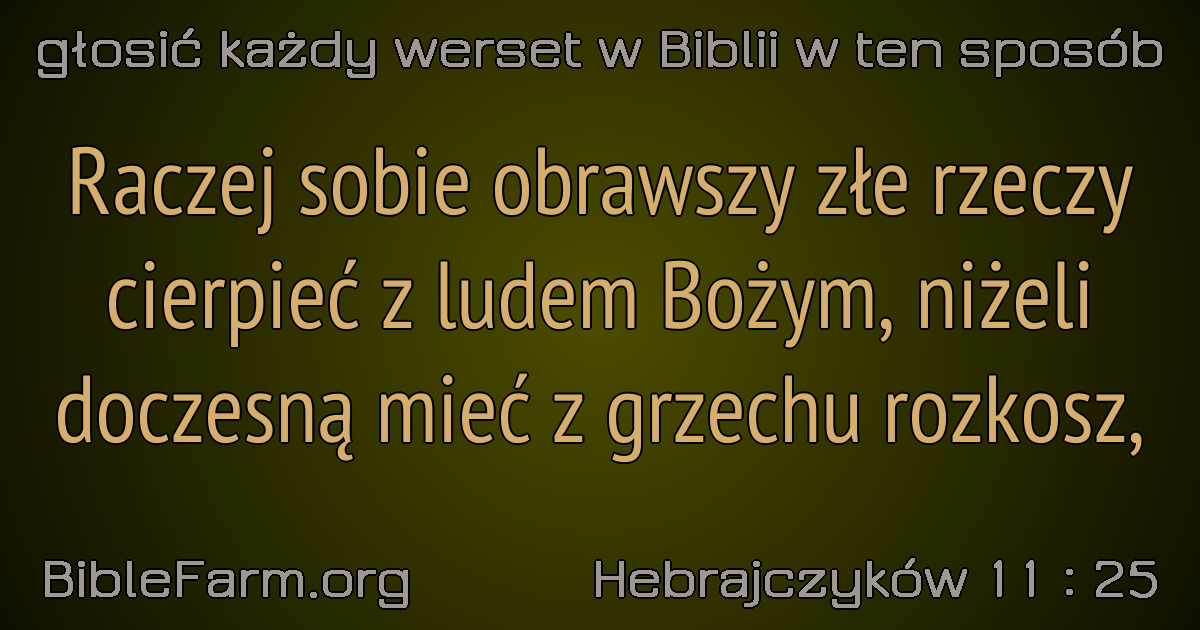 głosić każdy werset w Biblii w ten sposób
Raczej sobie obrawszy złe rzeczy
cierpieć z ludem Bożym, niżeli
doczesną mieć z grzechu rozkosz,
BibleFarm.org
Hebrajczyków 11 : 25